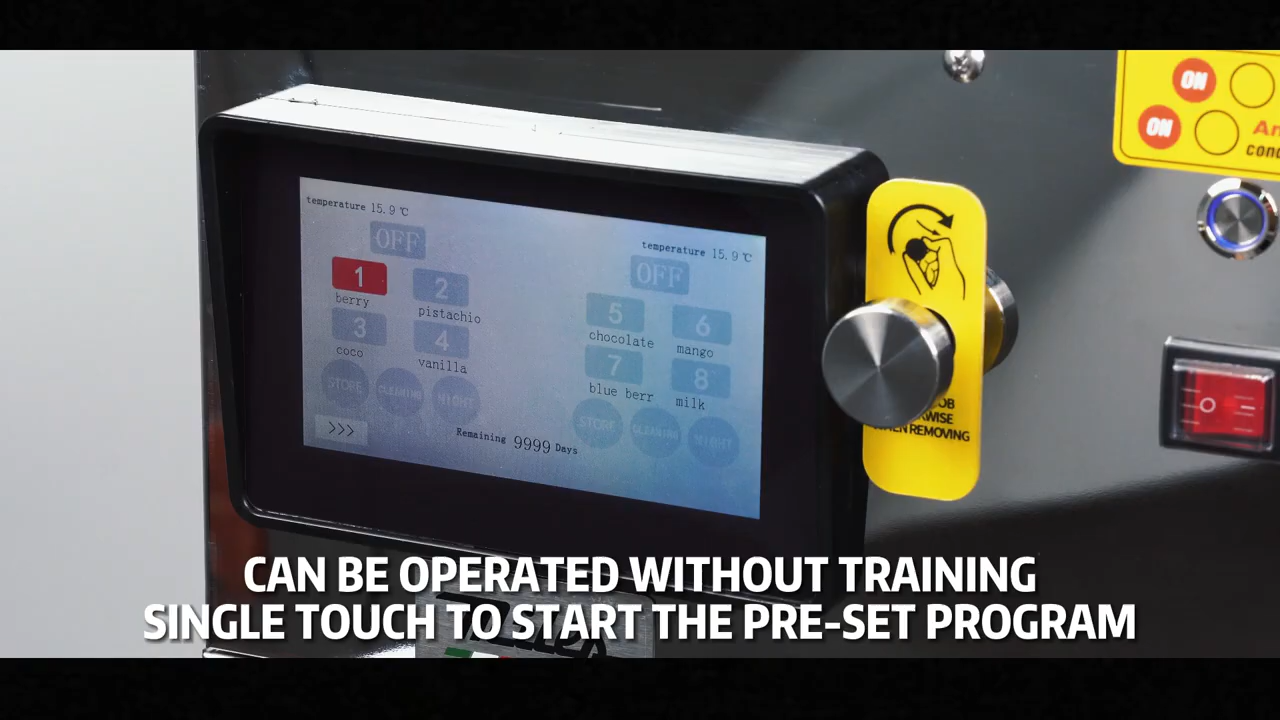 temperature 15.9℃
OFF
1
berry
2
pistachio
3
coco
4
vanilla
STORE
CLEANING
NIGHT
>>>
temperature 15.9℃
OFF
5
chocolate
6
mango
7
blue berr
8
milk
STORE
CLEANING
NIGHT
Remaining 9999 Days
WHEN REMOVING
ON
ON
CAN BE OPERATED WITHOUT TRAINING
SINGLE TOUCH TO START THE PRE-SET PROGRAM